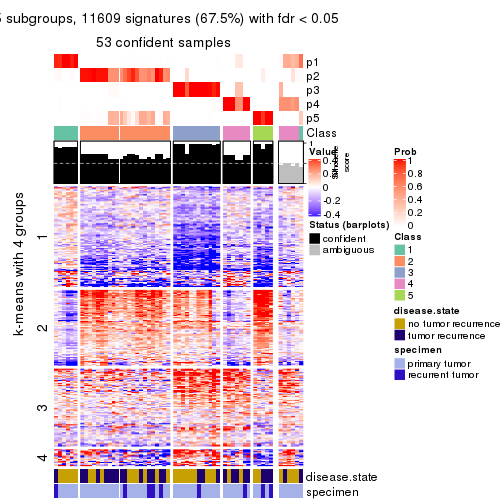 5 subgroups, 11609 signatures (67.5%) with fdr < 0.05
53 confident samples
p1
p2
p3
p4
p5
Class
1
Silhouette
score
k-means with 4 groups
1
2
3
4
disease.state
specimen
Value
0.4
0
-0.2
-0.4
Status (barplots)
confident
ambiguous
Prob
1
0.8
0.6
0.4
0.2
0
Class
1
2
3
4
5
disease.state
no tumor recurrence
tumor recurrence
specimen
primary tumor
recurrent tumor